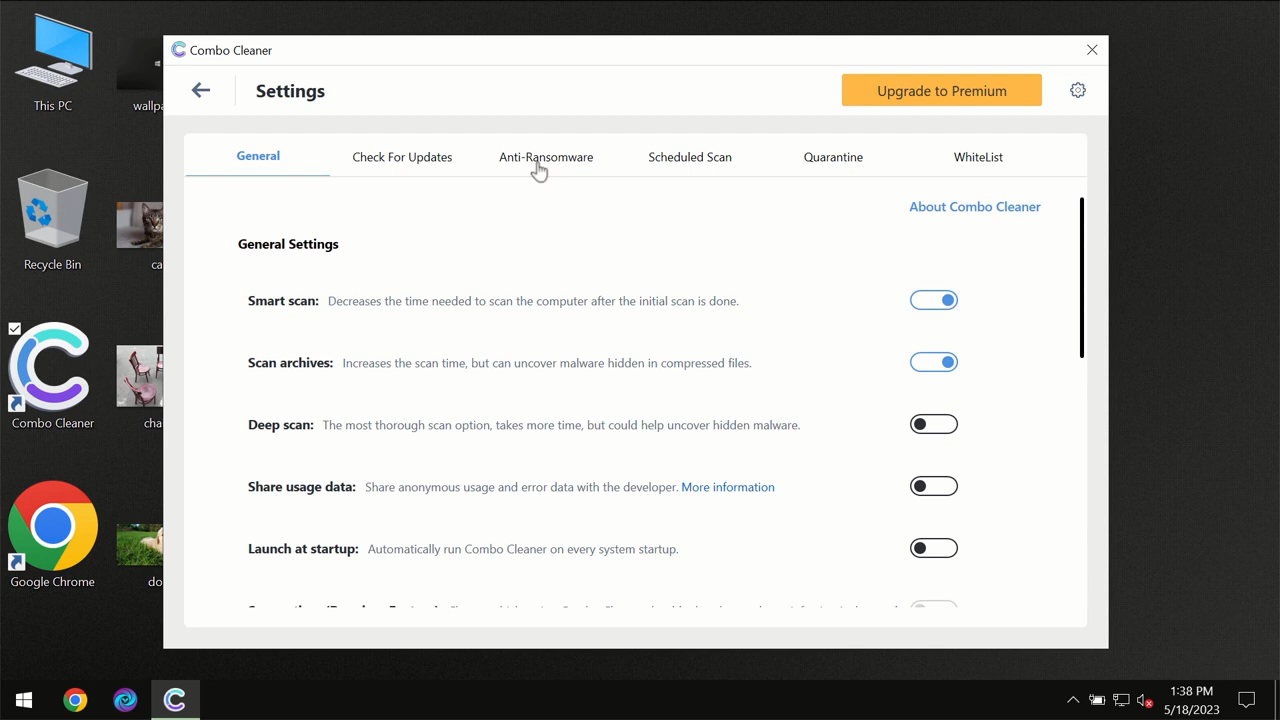 Combo Cleaner
Settings
Upgrade to Premium
General
Check For Updates
Anti-Ransomware
Scheduled Scan
Quarantine
WhiteList
About Combo Cleaner
General Settings
Smart scan: Decreases the time needed to scan the computer after the initial scan is done.
Scan archives: Increases the scan time, but can uncover malware hidden in compressed files.
Deep scan: The most thorough scan option, takes more time, but could help uncover hidden malware.
Share usage data: Share anonymous usage and error data with the developer. More information
Launch at startup: Automatically run Combo Cleaner on every system startup.
This PC
wallpa
Recycle Bin
ca
Combo Cleaner
cha
Google Chrome
do
1:38 PM
5/18/2023